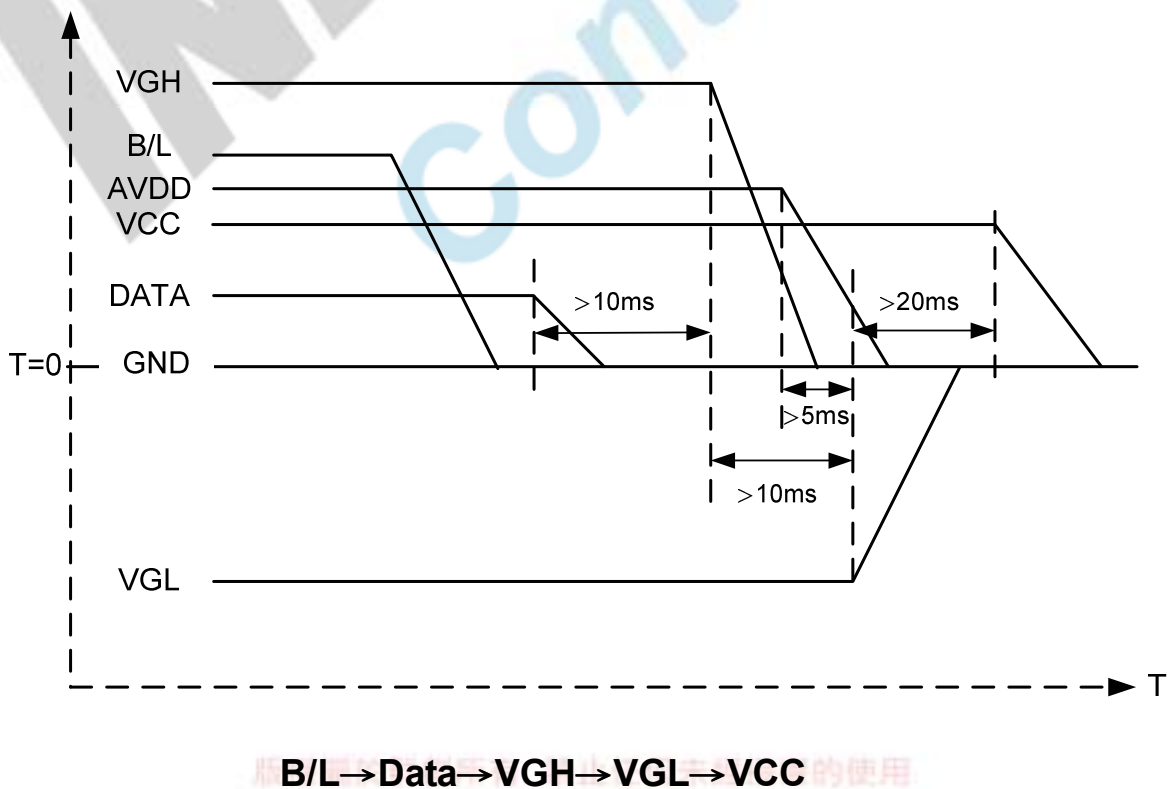 VGH
B/L
AVDD
VCC
DATA
>10ms
>20ms
T=0
GND
>5ms
>10ms
VGL
T
B/L→Data→VGH→VGL→VCC